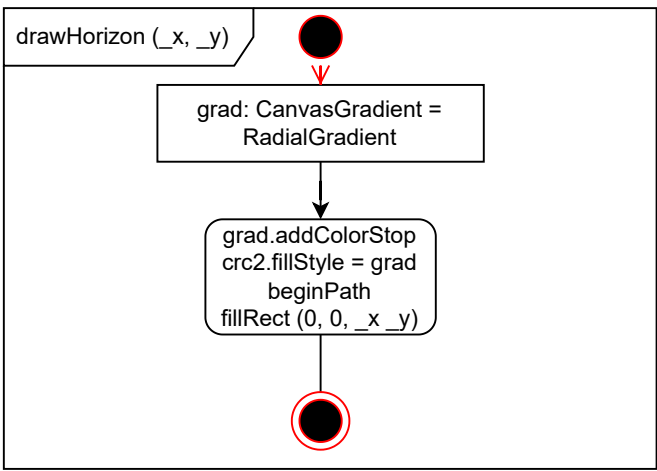 drawHorizon (_x, _y)
grad: CanvasGradient =
RadialGradient
grad.addColorStop
crc2.fillStyle = grad
beginPath
fillRect (0, 0, _x _y)